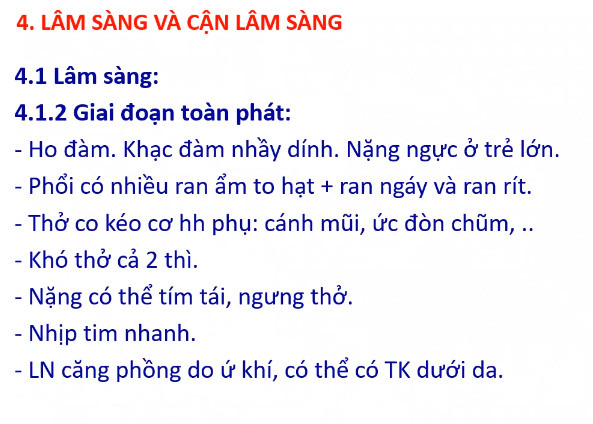 4. LÂM SÀNG VÀ CẬN LÂM SÀNG
4.1 Lâm sàng:
4.1.2 Giai đoạn toàn phát:
- Ho đàm. Khạc đàm nhầy dính. Nặng ngực ở trẻ lớn.
- Phổi có nhiều ran ẩm to hạt + ran ngáy và ran rít.
- Thở co kéo cơ hh phụ: cánh mũi, ức đòn chũm, ..
- Khó thở cả 2 thì.
- Nặng có thể tím tái, ngưng thở.
- Nhịp tim nhanh.
- LN căng phồng do ứ khí, có thể có TK dưới da.